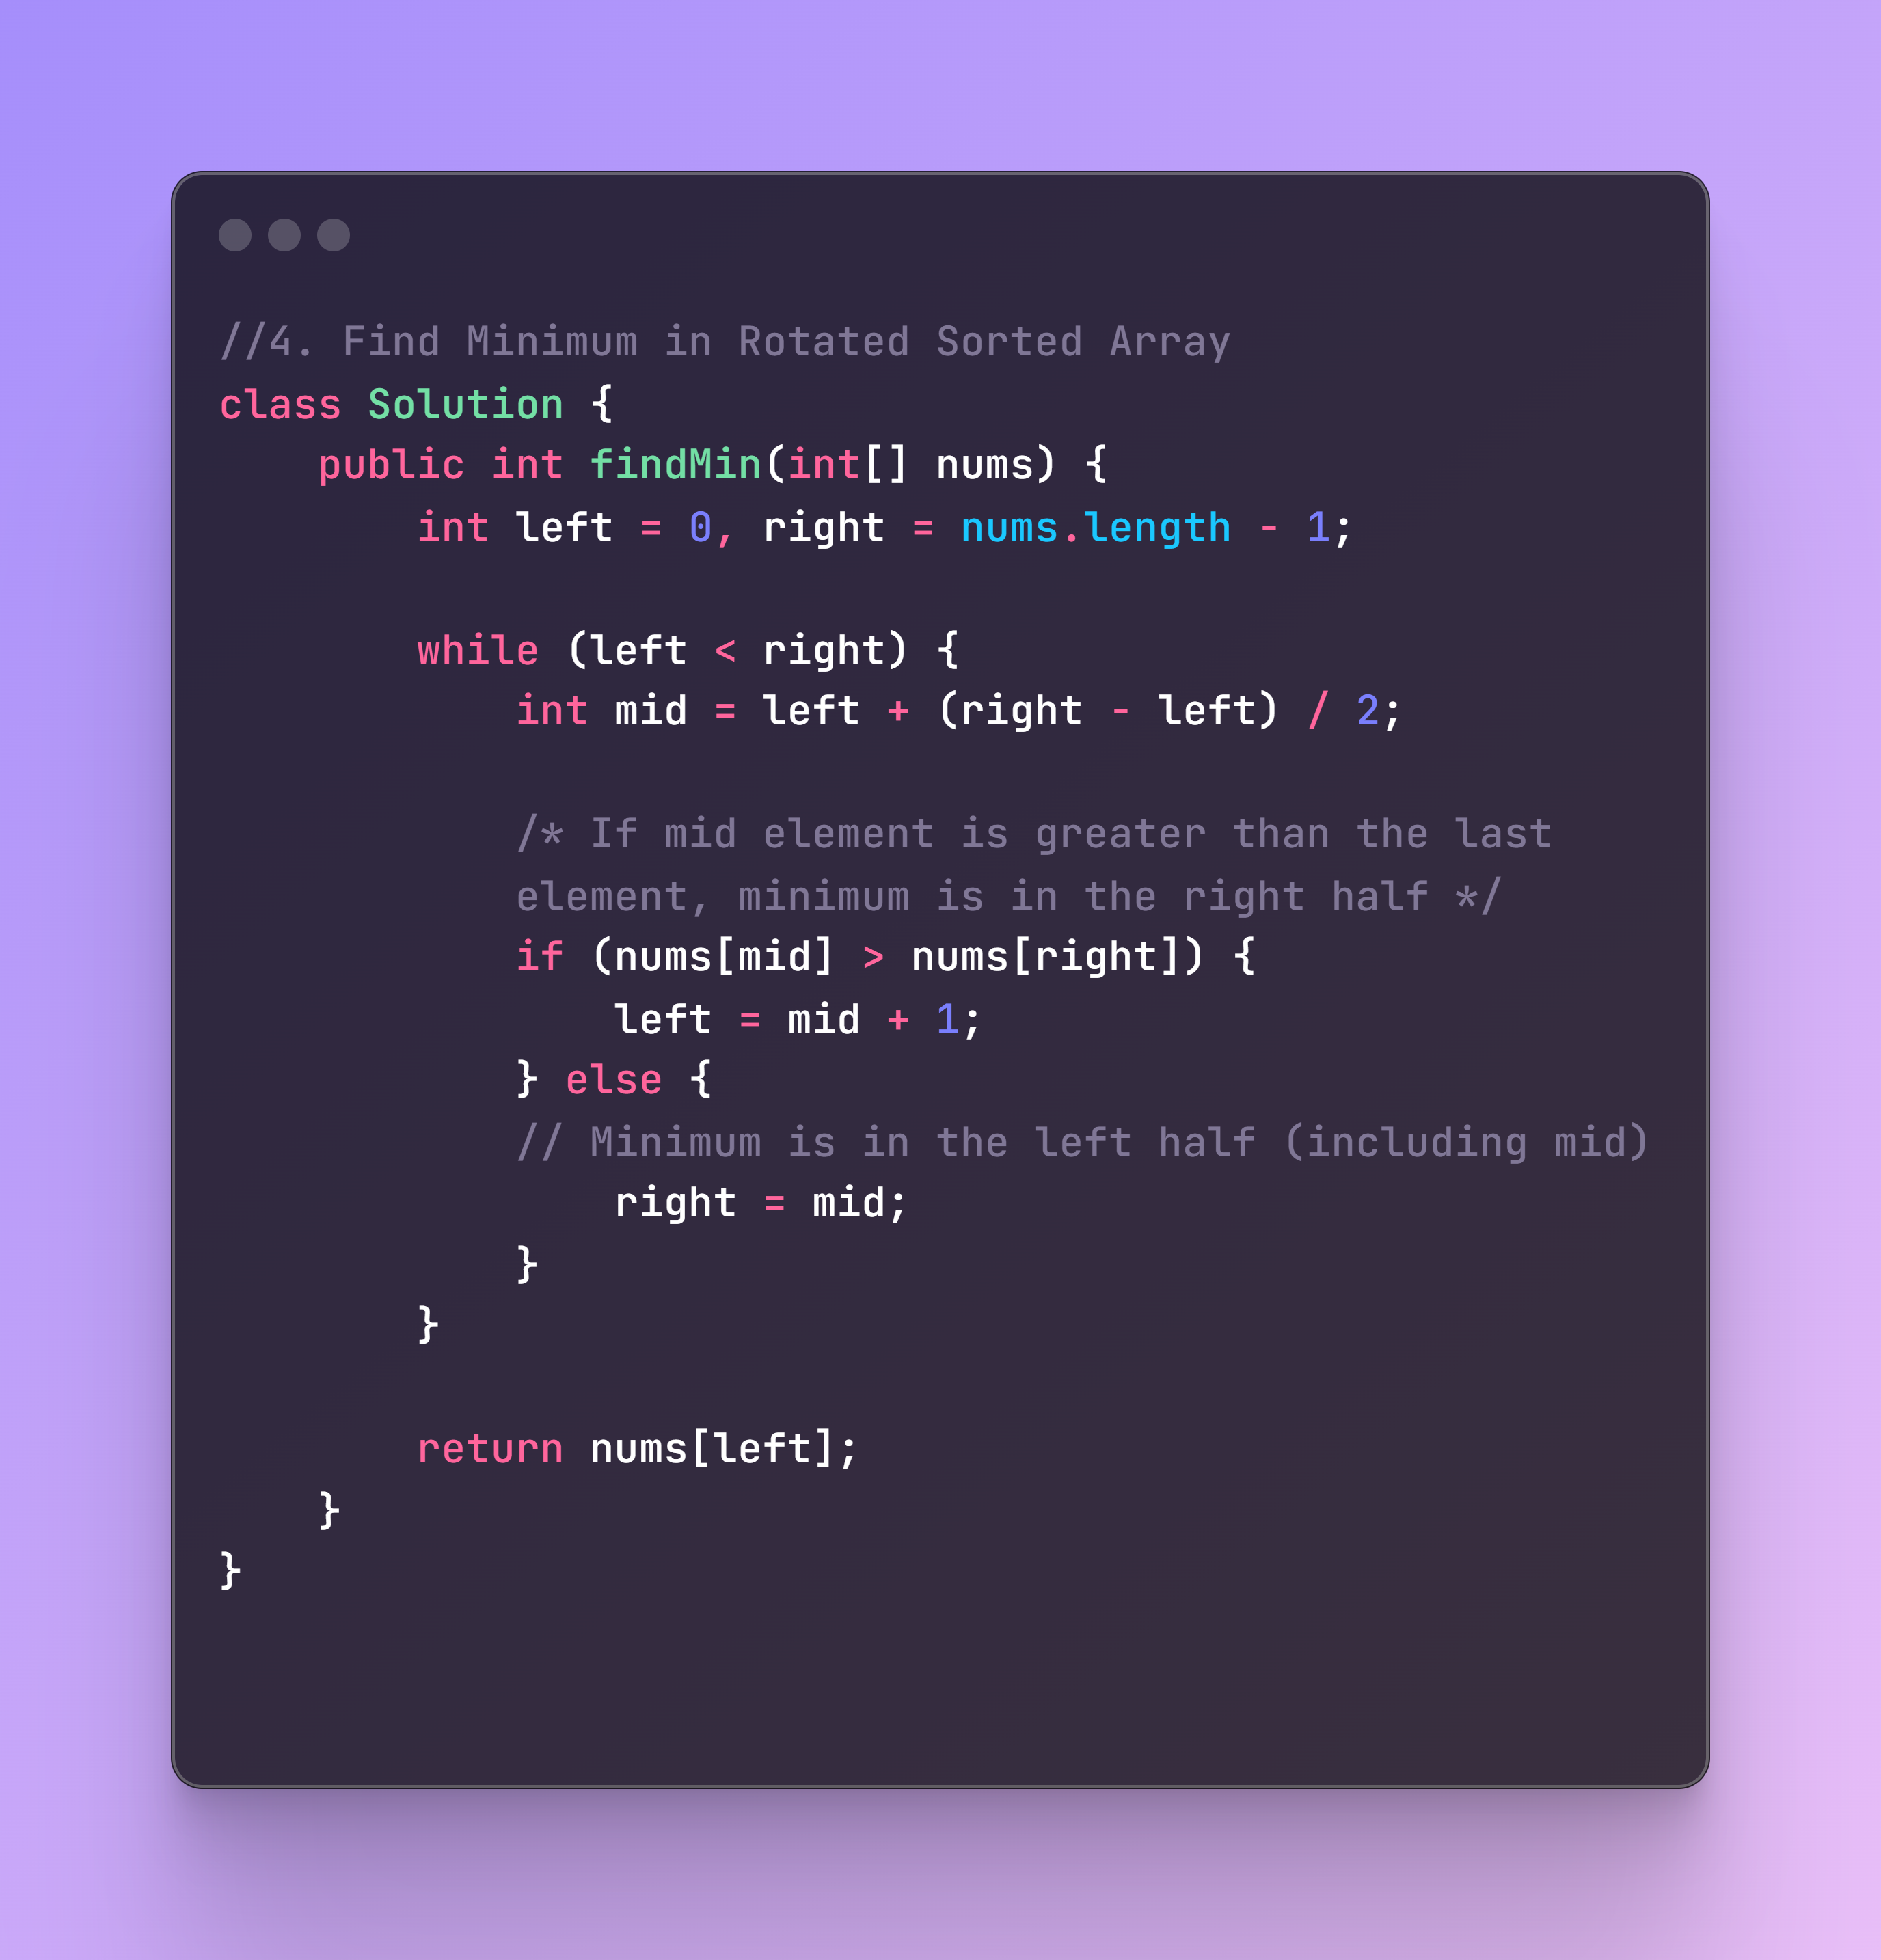 //4. Find Minimum in Rotated Sorted Array
class Solution {
    public int findMin(int[] nums) {
        int left = 0, right = nums.length - 1;

        while (left < right) {
            int mid = left + (right - left) / 2;

            /* If mid element is greater than the last
            element, minimum is in the right half */
            if (nums[mid] > nums[right]) {
                left = mid + 1;
            } else {
            // Minimum is in the left half (including mid)
                right = mid;
            }
        }

        return nums[left];
    }
}